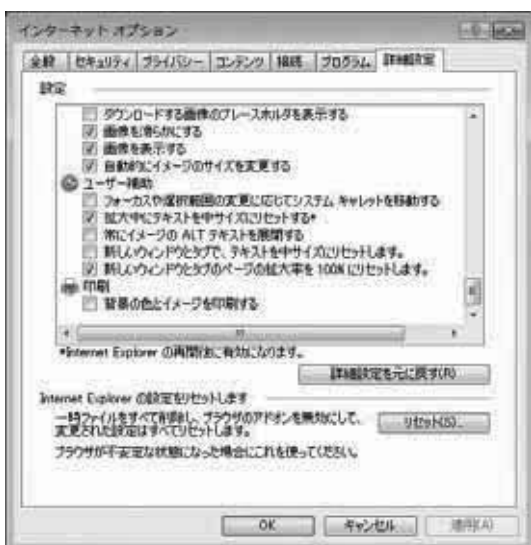 インターネット オプション
全般 セキュリティ プライバシー コンテンツ 接続 プログラム 詳細設定
設定
ダウンロードする画像のプレースホルダを表示する
画像を滑らかにする
画像を表示する
自動的にイメージのサイズを変更する
ユーザー補助
フォーカスや選択範囲の変更に応じてシステム キャレットを移動する
拡大中にテキストを中サイズにリセットする*
常にイメージの ALT テキストを展開する
新しいウィンドウとタブで、テキストを中サイズにリセットします。
新しいウィンドウとタブのページの拡大率を 100% にリセットします。
印刷
背景の色とイメージを印刷する
*Internet Explorer の再開後に有効になります。
詳細設定を元に戻す(R)
Internet Explorer の設定をリセットします
一時ファイルをすべて削除し、ブラウザのアドオンを無効にして、
変更された設定はすべてリセットします。
リセット(S)...
ブラウザが不安定な状態になった場合にこれを使ってください。
OK キャンセル 適用(A)